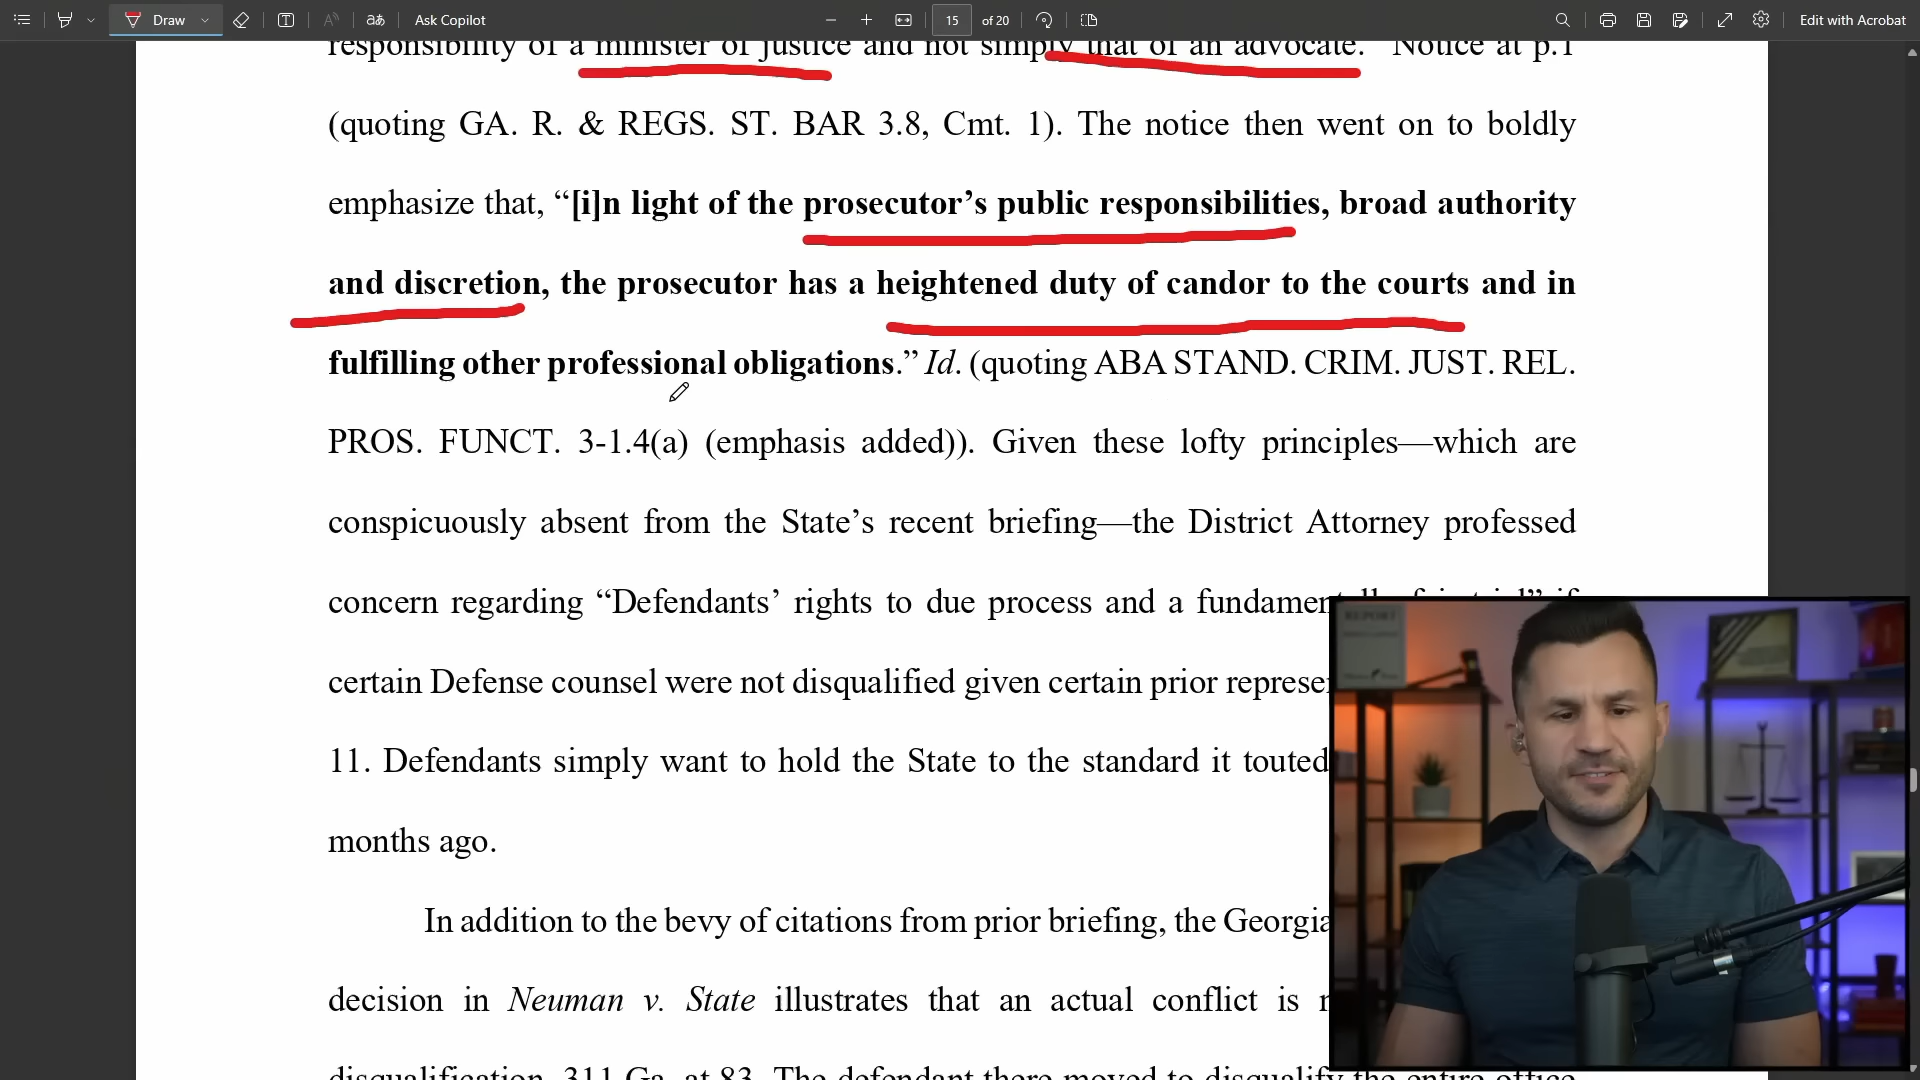 Draw
Ask Copilot
15 of 20
Edit with Acrobat
responsibility of a minister of justice and not simply that of an advocate.” Notice at p.1
(quoting GA. R. & REGS. ST. BAR 3.8, Cmt. 1). The notice then went on to boldly
emphasize that, “[i]n light of the prosecutor’s public responsibilities, broad authority
and discretion, the prosecutor has a heightened duty of candor to the courts and in
fulfilling other professional obligations.” Id. (quoting ABA STAND. CRIM. JUST. REL.
PROS. FUNCT. 3-1.4(a) (emphasis added)). Given these lofty principles—which are
conspicuously absent from the State’s recent briefing—the District Attorney professed
concern regarding “Defendants’ rights to due process and a fundamentally fair trial” if
certain Defense counsel were not disqualified given certain prior
11. Defendants simply want to hold the State to the standard it touted
months ago.
In addition to the bevy of citations from prior briefing, the Georgia
decision in Neuman v. State illustrates that an actual conflict is
disqualification. 311 Ga. at 83. The defendant there moved to disqualify the entire office
REPORT